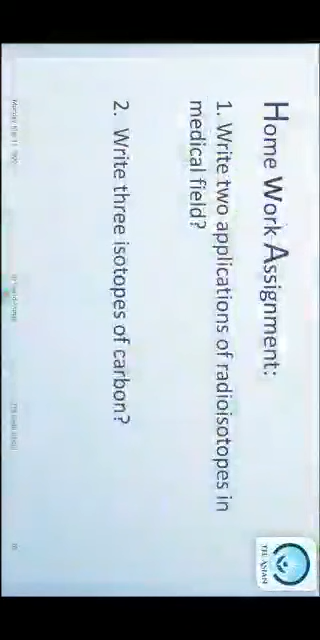 Home Work Assignment:
1. Write two applications of radioisotopes in
medical field?
2. Write three isotopes of carbon?